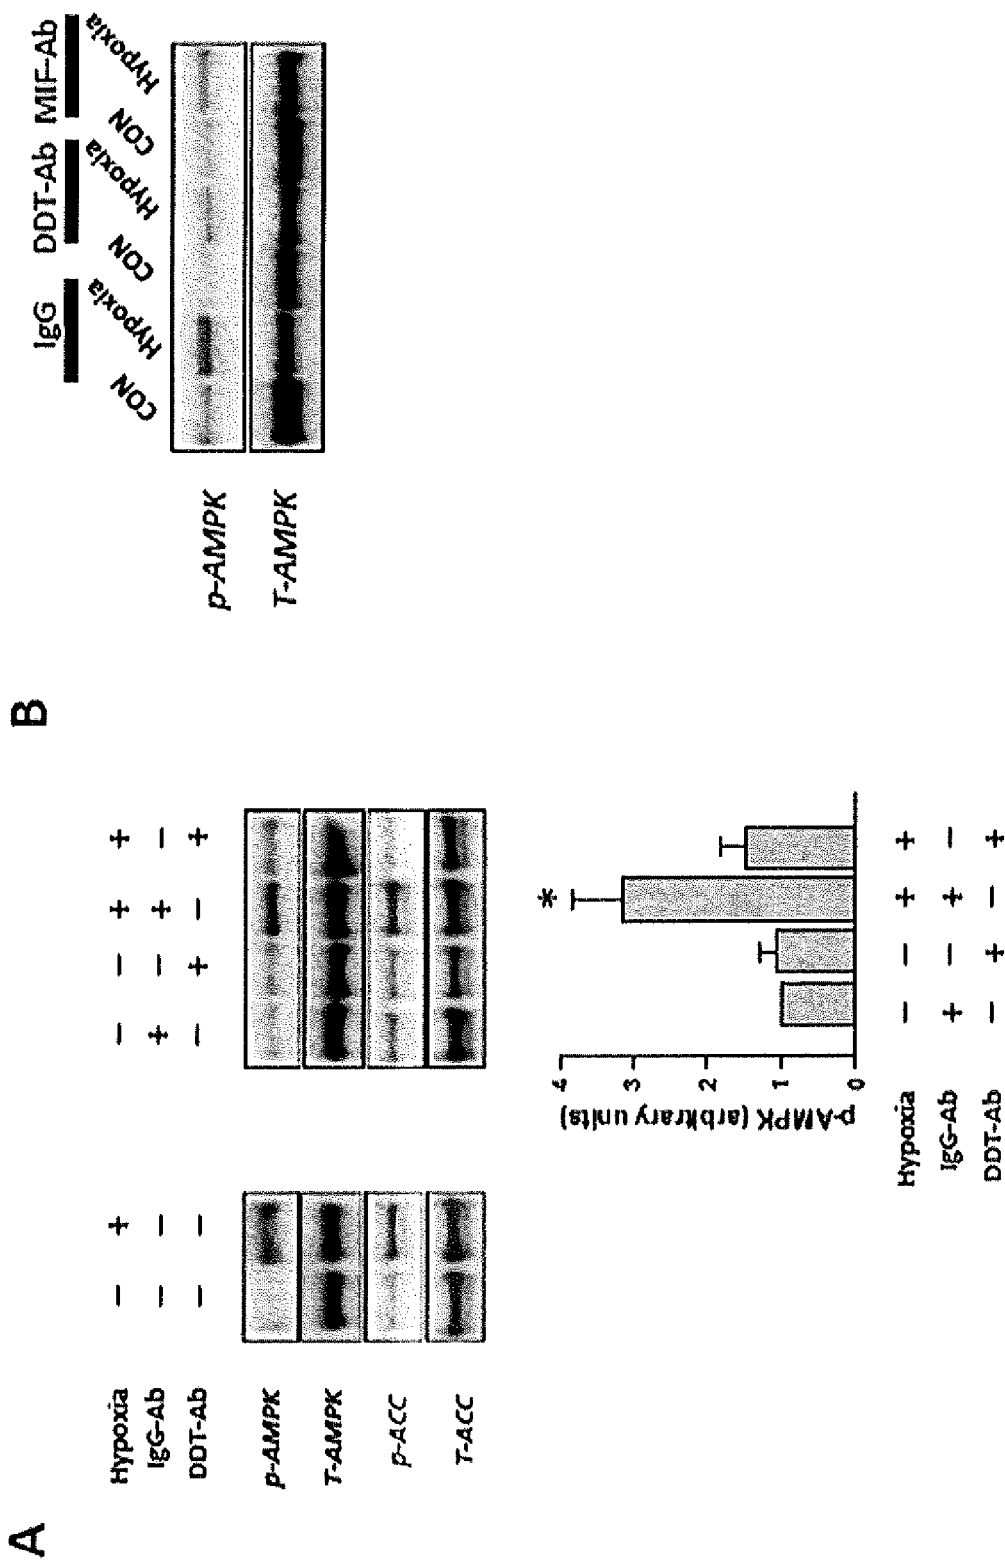 A
Hypoxia − + − − + +
IgG-Ab − − + − + −
DDT-Ab − − − + − +
p-AMPK
T-AMPK
p-ACC
T-ACC
p-AMPK (arbitrary units)
4
3
2
1
0
*
Hypoxia − − + +
IgG-Ab + − + −
DDT-Ab − + − +
B
IgG DDT-Ab MIF-Ab
CON Hypoxia CON Hypoxia CON Hypoxia
p-AMPK
T-AMPK